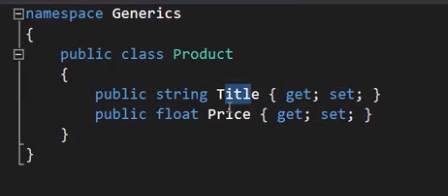 namespace Generics
{
    public class Product
    {
        public string Title { get; set; }
        public float Price { get; set; }
    }
}